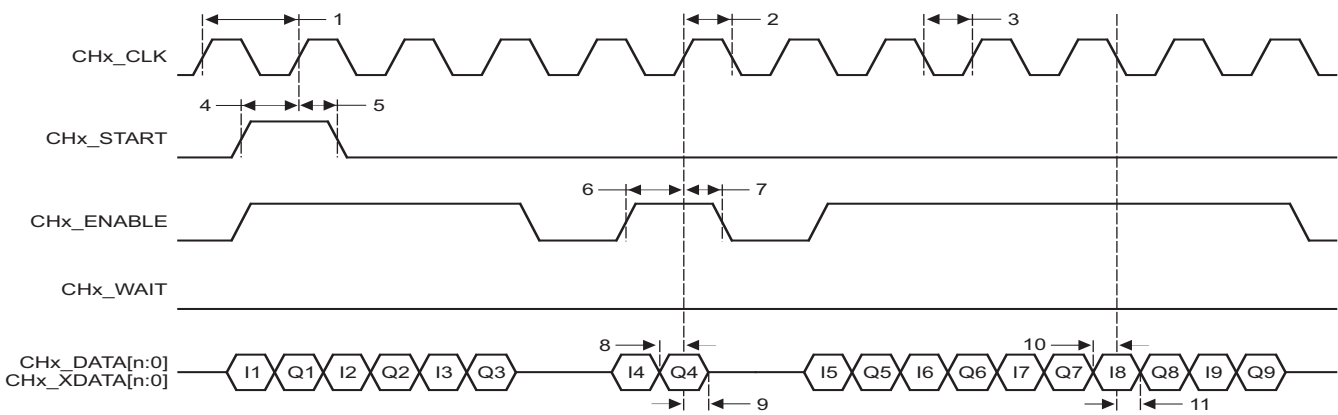 1 2 3
CHx_CLK
4 5
CHx_START
6 7
CHx_ENABLE
CHx_WAIT
8 10
CHx_DATA[n:0]
CHx_XDATA[n:0]
I1 Q1 I2 Q2 I3 Q3 I4 Q4 I5 Q5 I6 Q6 I7 Q7 I8 Q8 I9 Q9
9 11